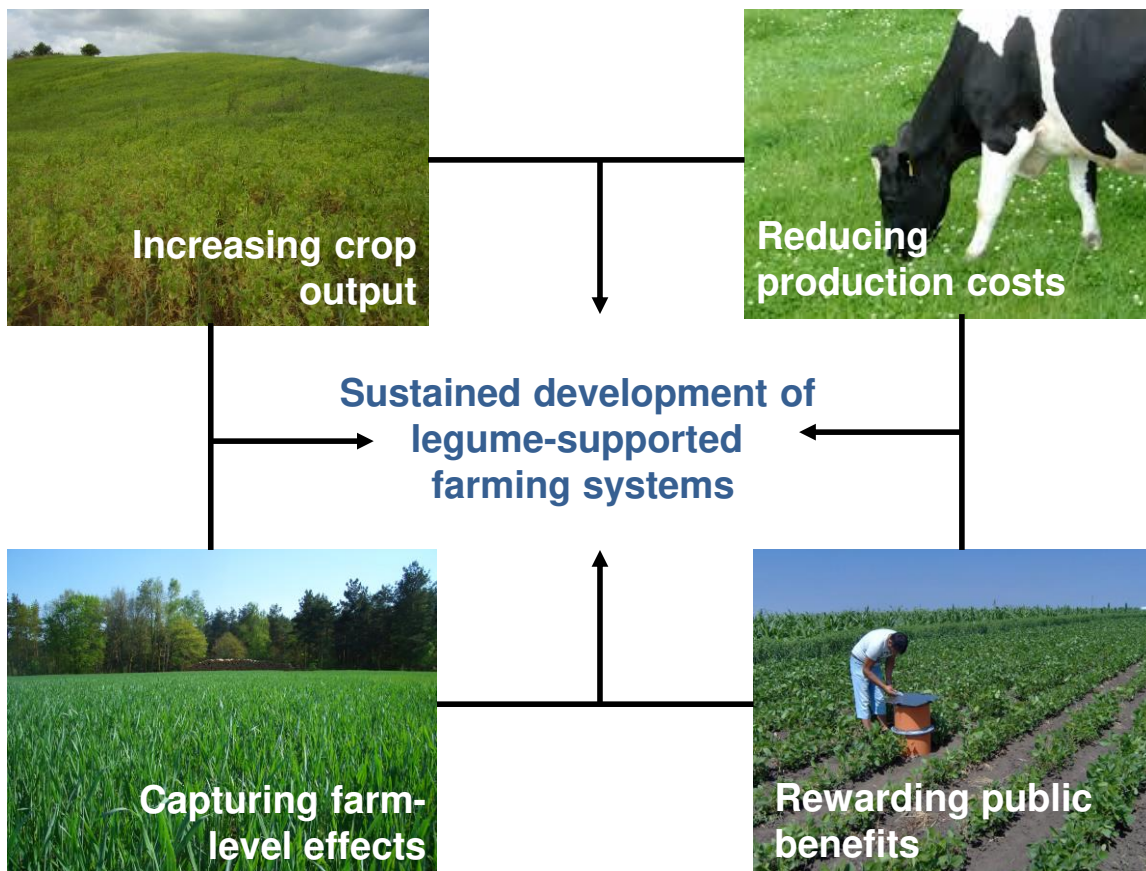 Increasing crop
output
Reducing
production costs
Sustained development of
legume-supported
farming systems
Capturing farm-
level effects
Rewarding public
benefits